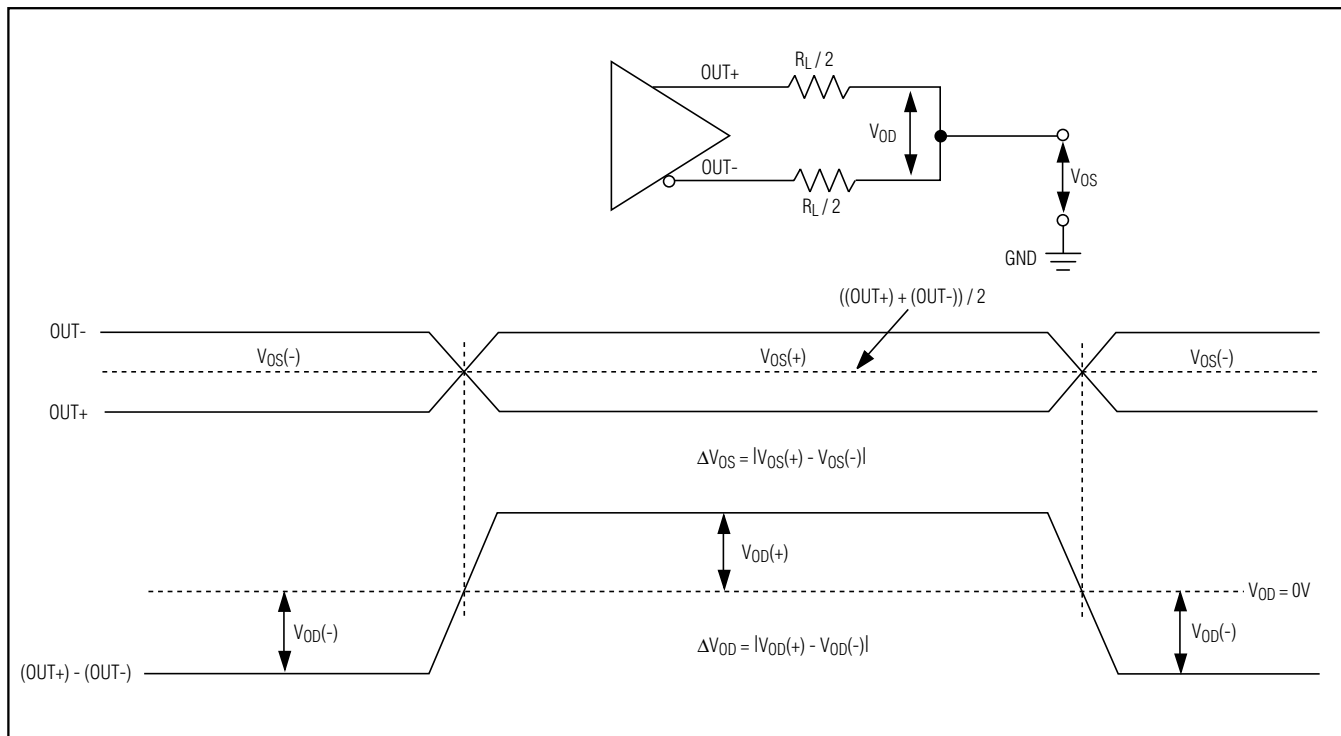 OUT+
R_L / 2
V_OD
OUT-
R_L / 2
V_OS
GND
((OUT+) + (OUT-)) / 2
OUT-
V_OS(-)
V_OS(+)
V_OS(-)
OUT+
ΔV_OS = |V_OS(+) - V_OS(-)|
V_OD(+)
V_OD = 0V
V_OD(-)
V_OD(-)
ΔV_OD = |V_OD(+) - V_OD(-)|
(OUT+) - (OUT-)